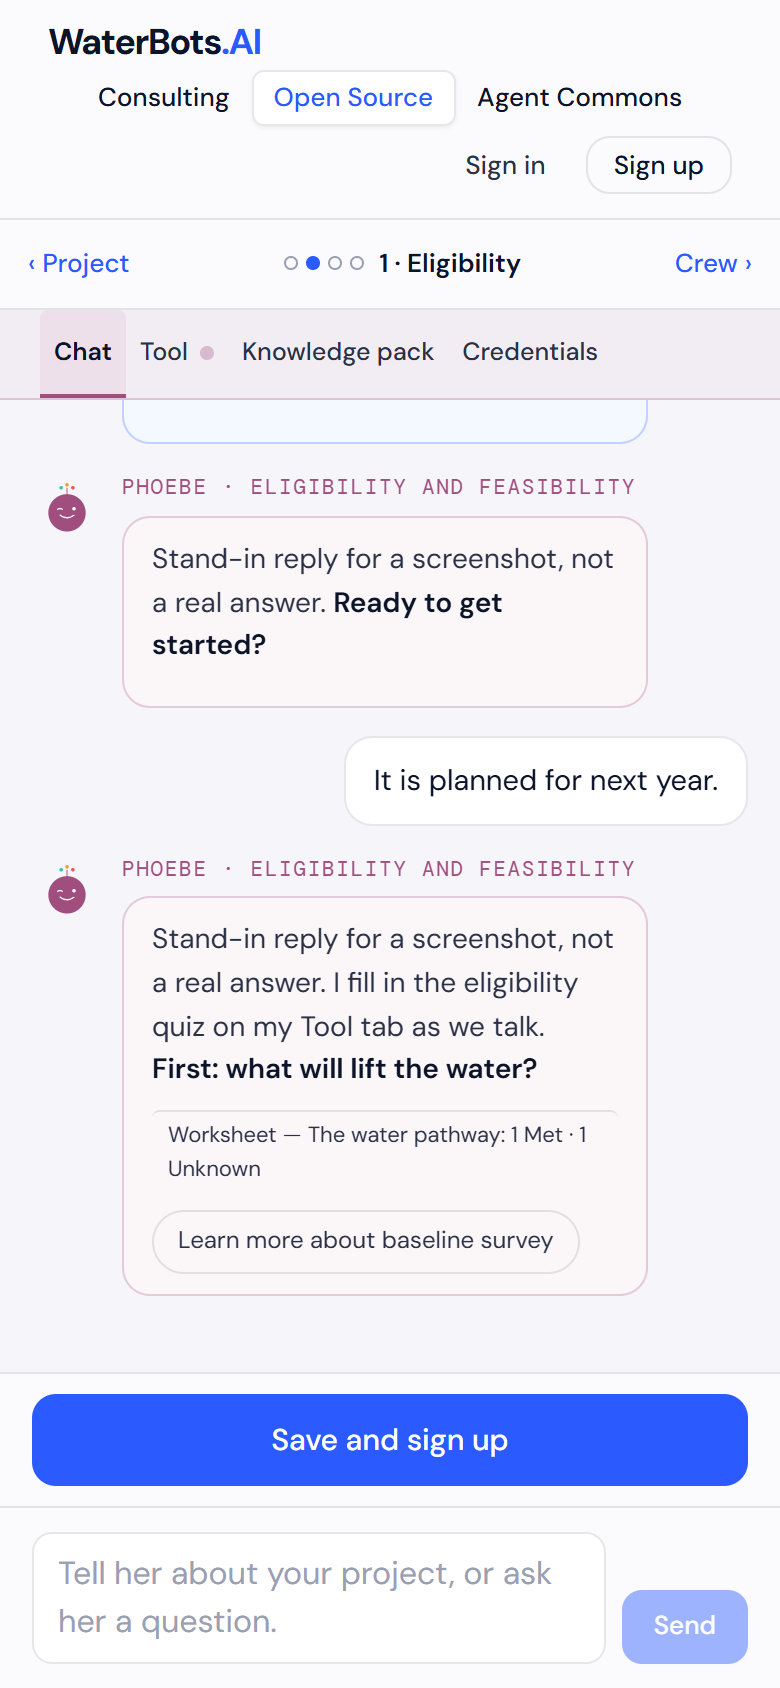 WaterBots.AI
Consulting
Open Source
Agent Commons
Sign in
Sign up
‹ Project
1 · Eligibility
Crew ›
Chat
Tool
Knowledge pack
Credentials
PHOEBE · ELIGIBILITY AND FEASIBILITY
Stand-in reply for a screenshot, not
a real answer. Ready to get
started?
It is planned for next year.
PHOEBE · ELIGIBILITY AND FEASIBILITY
Stand-in reply for a screenshot, not
a real answer. I fill in the eligibility
quiz on my Tool tab as we talk.
First: what will lift the water?
Worksheet — The water pathway: 1 Met · 1
Unknown
Learn more about baseline survey
Save and sign up
Tell her about your project, or ask
her a question.
Send